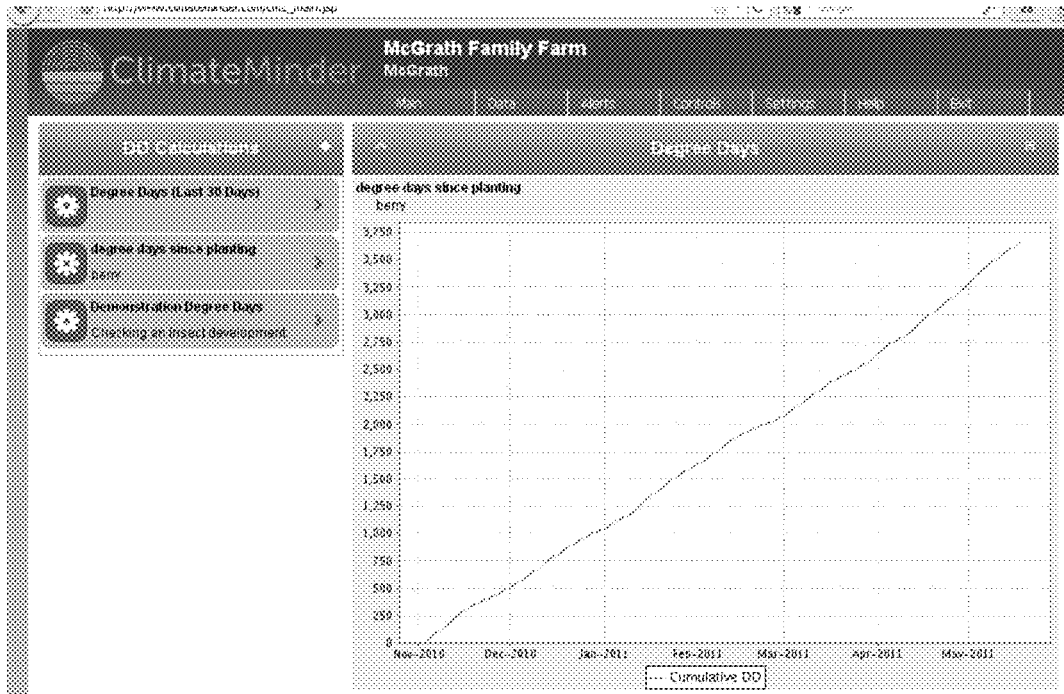 ClimateMinder
McGrath Family Farm
McGrath
Data
Alerts
Controls
Settings
Help
Exit
DD Calculations
Degree Days (Last 30 Days)
degree days since planting
berry
Demonstration Degree Days
Checking an insect development
Degree Days
degree days since planting
berry
3,750
3,500
3,250
3,000
2,750
2,500
2,250
2,000
1,750
1,500
1,250
1,000
750
500
250
0
Nov-2010 Dec-2010 Jan-2011 Feb-2011 Mar-2011 Apr-2011 May-2011
Cumulative DD